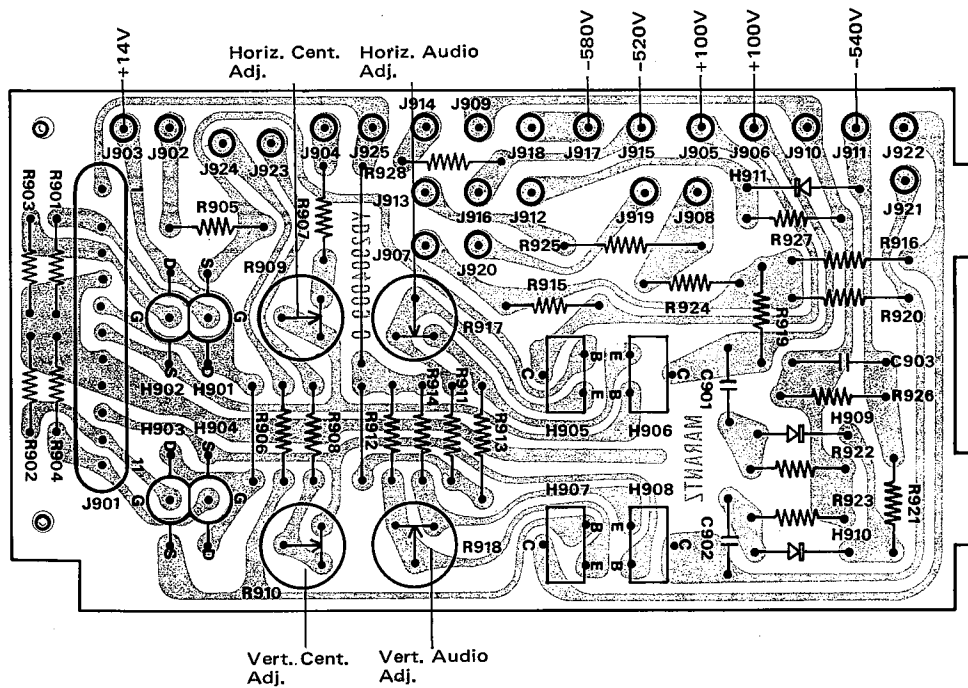 +14V
Horiz. Cent.
Adj.
Horiz. Audio
Adj.
-580V
-520V
+100V
+100V
-540V
J914
J909
J903
J902
J924
J923
J904
J925
J918
J917
J915
J905
J906
J910
J911
J922
R928
H911
J913
J916
J912
J919
J908
J921
R903
R901
1
R905
R907
R927
J907
J920
R925
R916
D
S
R909
R915
R924
R919
R920
G
G
R917
S
D
H902
H901
C
B
E
E
B
C
C901
C903
R926
H903
H904
R914
R911
H909
D
S
R906
R908
R912
R913
H905
H906
MARANTZ
R922
R902
R904
11
G
G
J901
H907
H908
R923
R921
S
D
R918
C
B
E
E
B
C
C902
H910
R910
Vert. Cent.
Adj.
Vert. Audio
Adj.